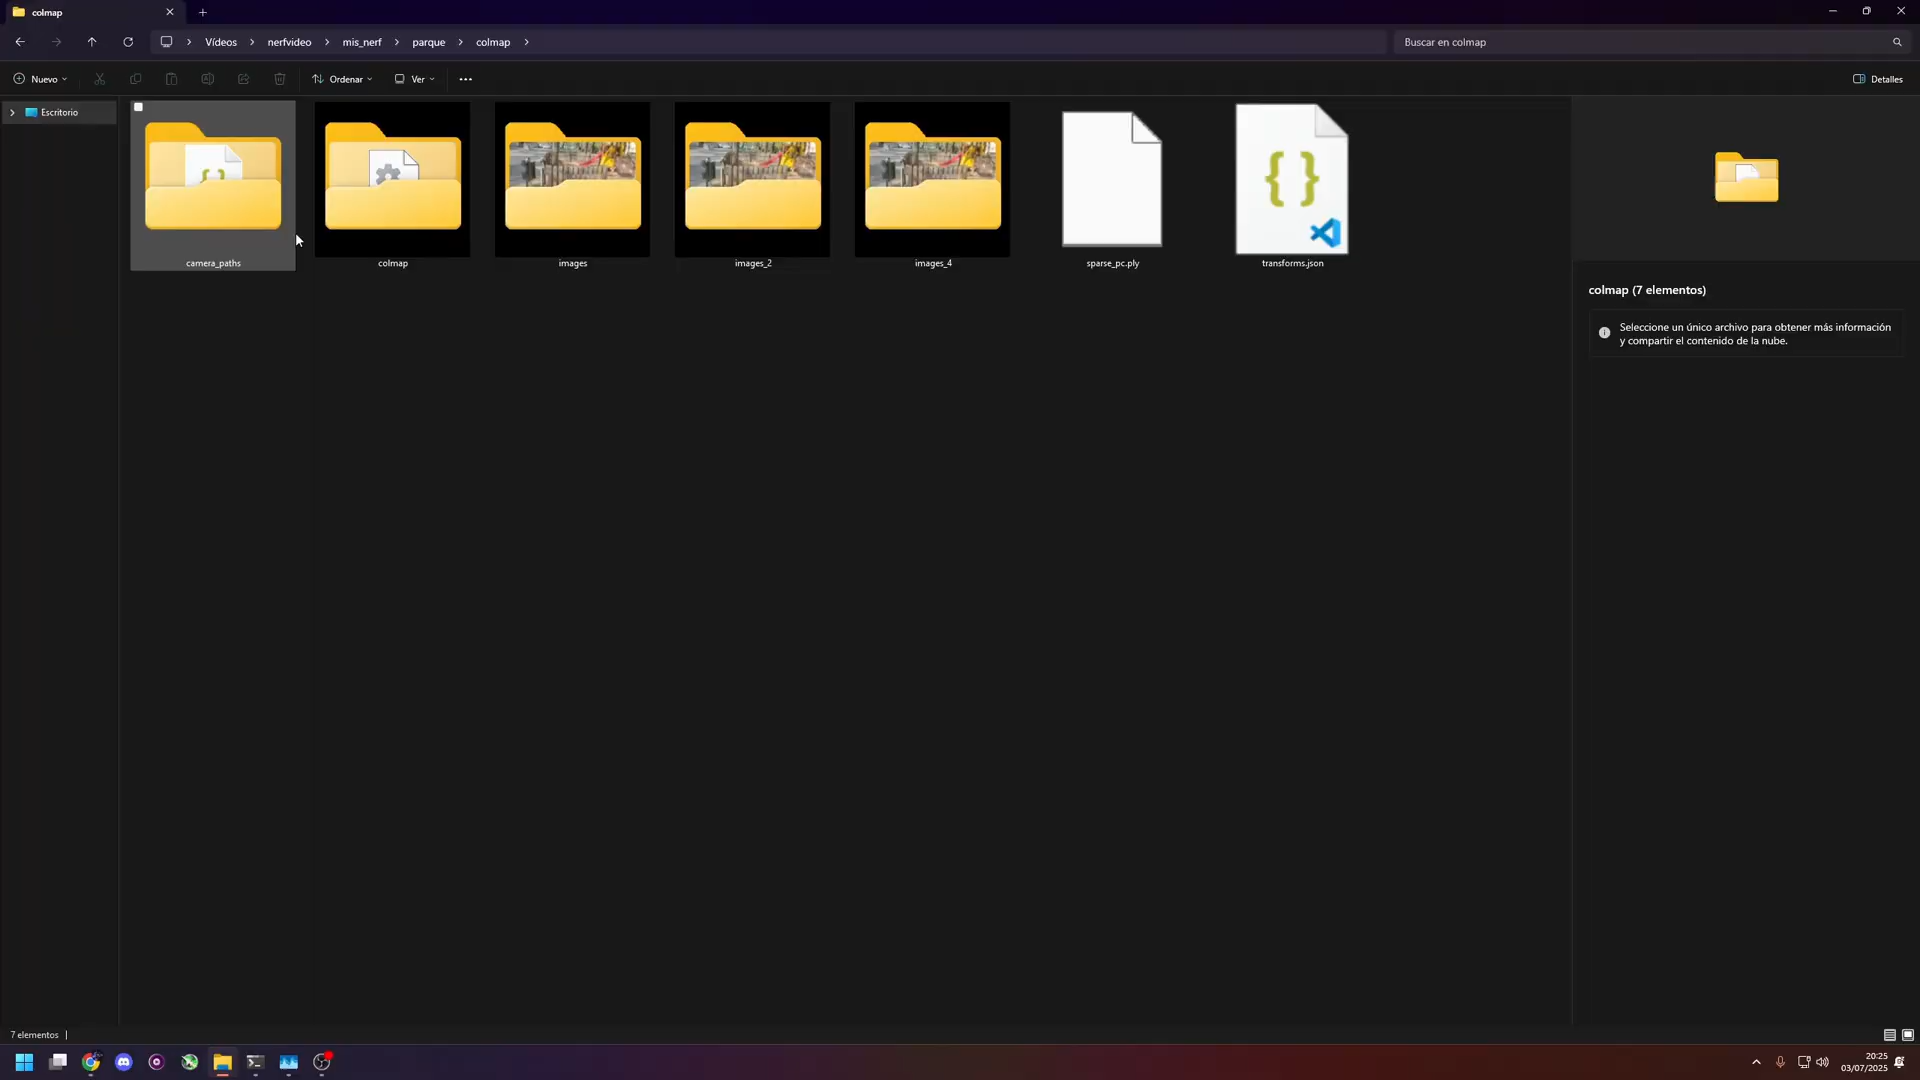 colmap
Vídeos > nerfvideo > mis_nerf > parque > colmap >
Buscar en colmap
Nuevo
Ordenar
Ver
Detalles
Escritorio
camera_paths
colmap
images
images_2
images_4
sparse_pc.ply
transforms.json
colmap (7 elementos)
Seleccione un único archivo para obtener más información
y compartir el contenido de la nube.
7 elementos
20:25
03/07/2025